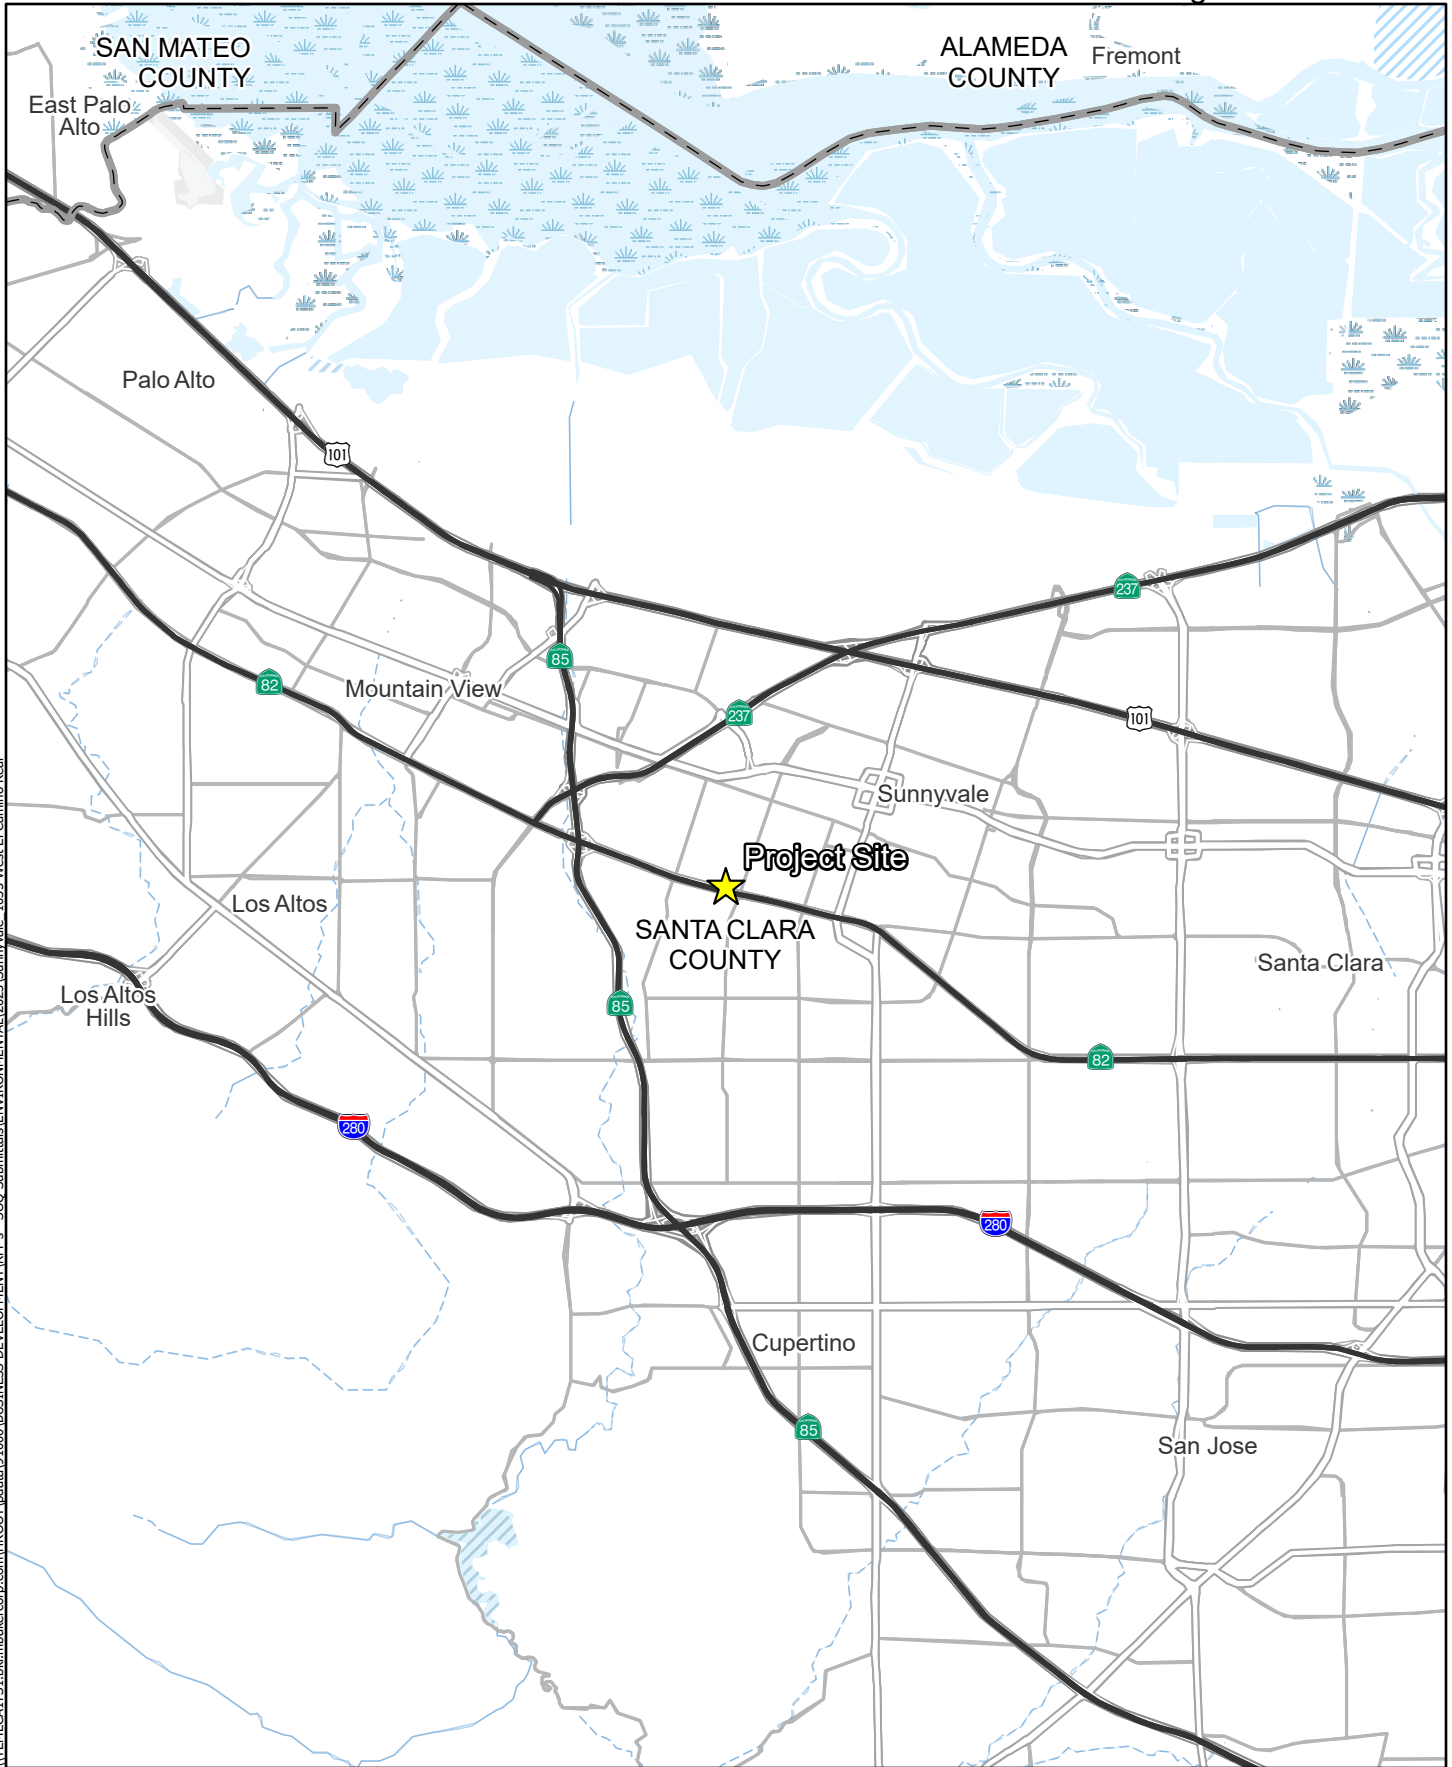 SAN MATEO
COUNTY
ALAMEDA
COUNTY
Fremont
East Palo
Alto
Palo Alto
101
237
85
82
Mountain View
237
101
Sunnyvale
Project Site
Los Altos
SANTA CLARA
COUNTY
Santa Clara
Los Altos
Hills
85
82
280
280
Cupertino
85
San Jose